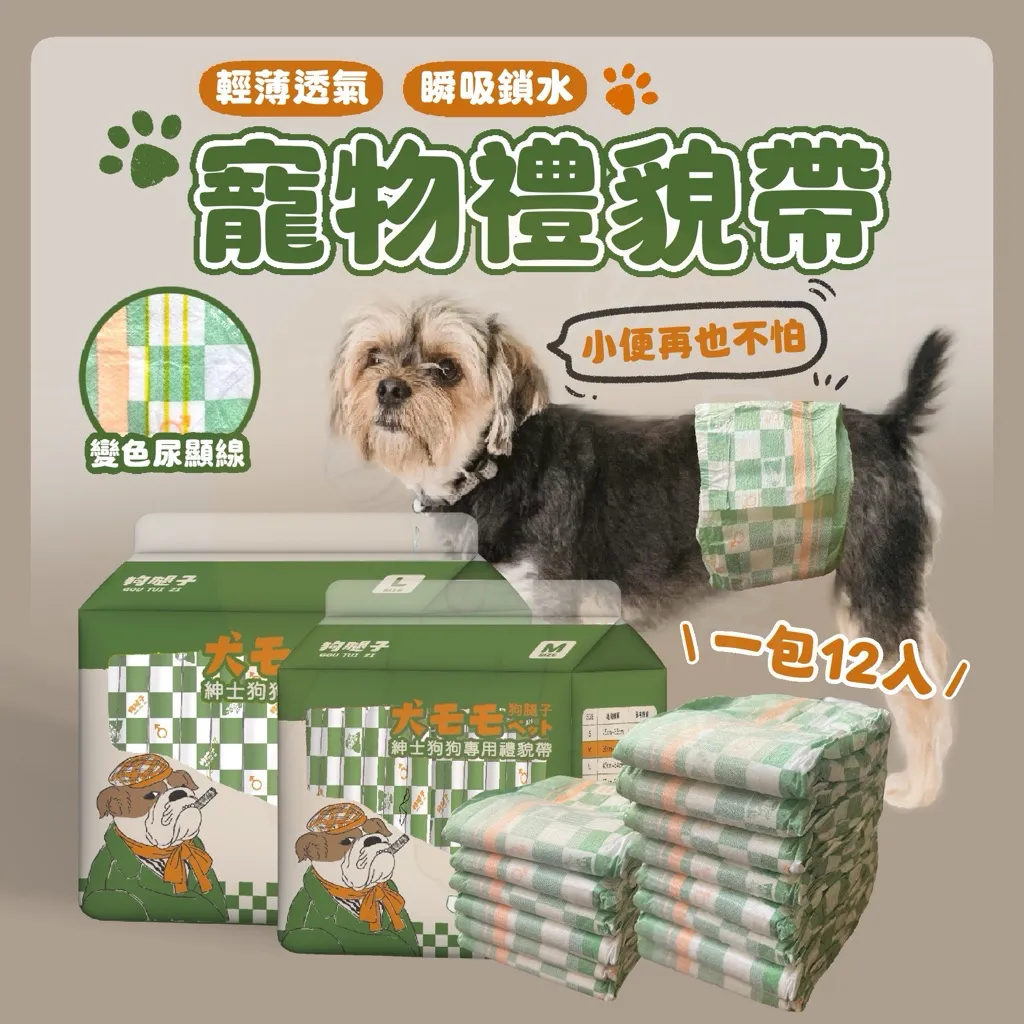 輕薄透氣
瞬吸鎖水
寵物禮貌帶
小便再也不怕
變色尿顯線
狗腿子
GOU TUI ZI
L
SIZE
犬モ
紳士狗狗
狗腿子
GOU TUI ZI
M
SIZE
犬モモ
狗腿子
ペット
紳士狗狗專用禮貌帶
SIZE
S
M
L
一包12入